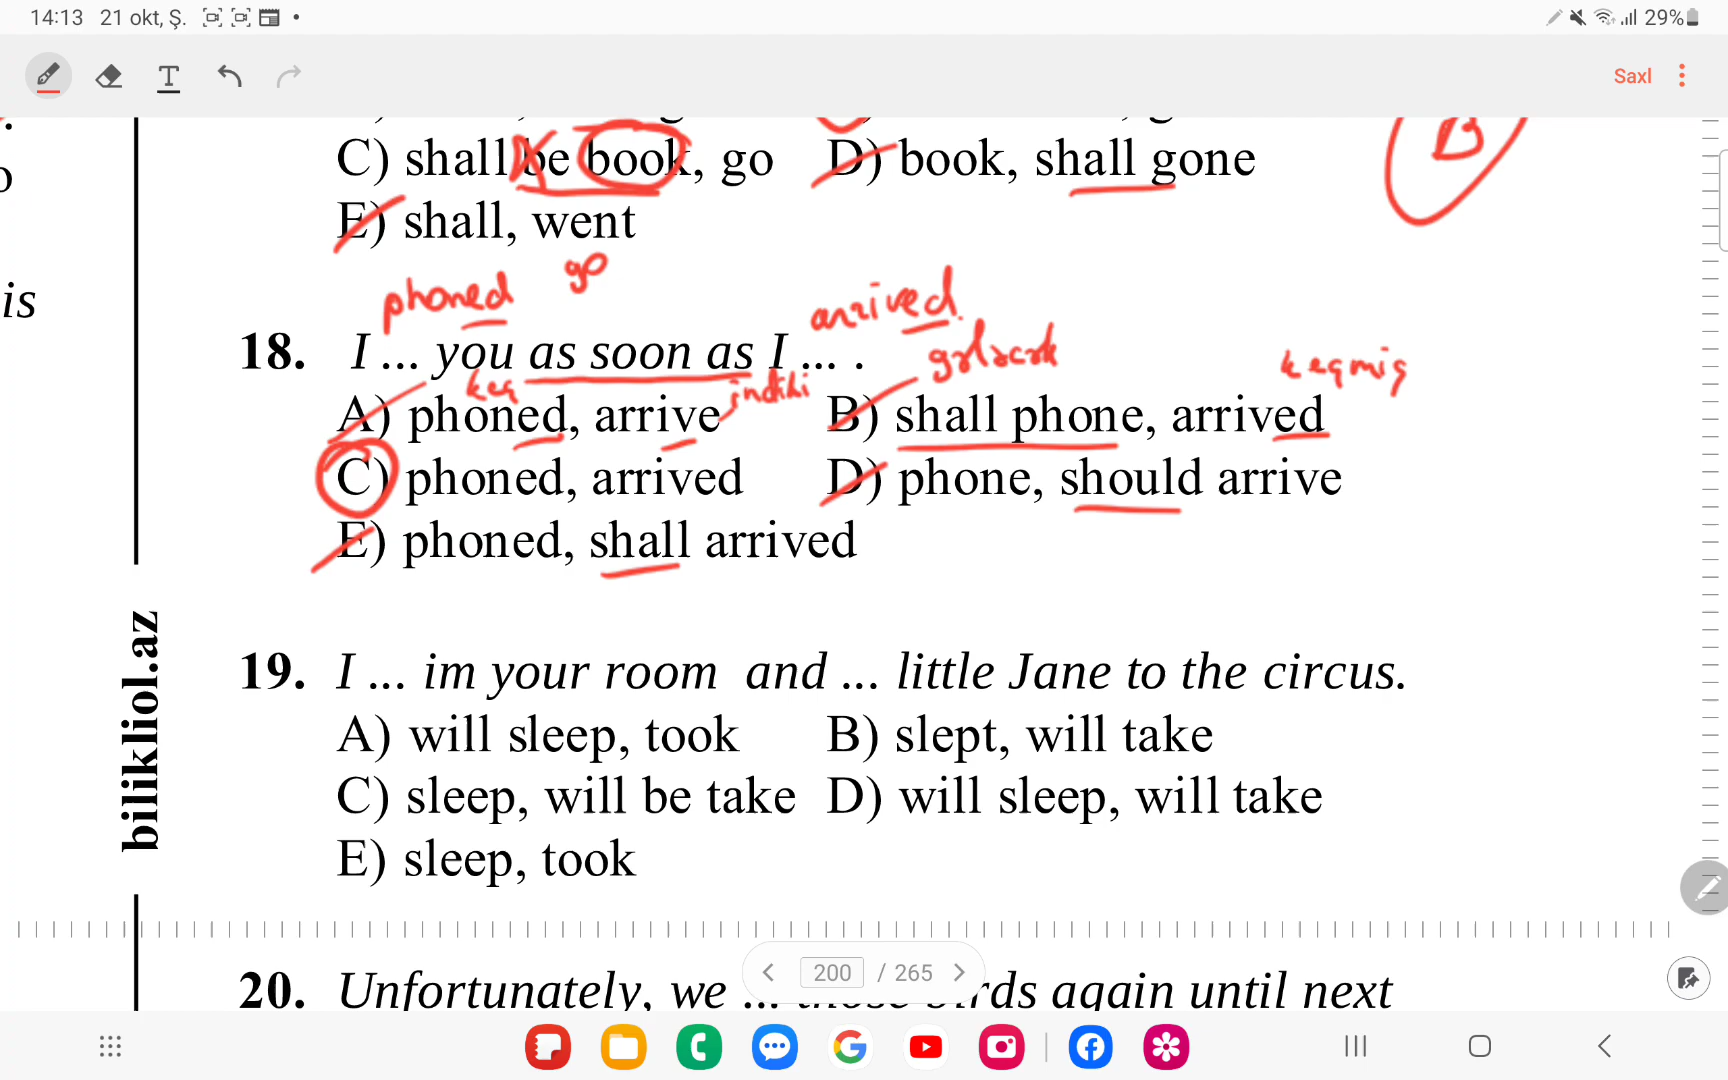 14:13 21 okt, Ş. 29%
Saxl
C) shall be book, go D) book, shall gone
B
E) shall, went
is
phoned go arrived.
18. I ... you as soon as I ... .
keç indiki gələcək keçmiş
A) phoned, arrive B) shall phone, arrived
C) phoned, arrived D) phone, should arrive
E) phoned, shall arrived
bilikliol.az
19. I ... im your room and ... little Jane to the circus.
A) will sleep, took B) slept, will take
C) sleep, will be take D) will sleep, will take
E) sleep, took
200 / 265
20. Unfortunately, we ... those birds again until next